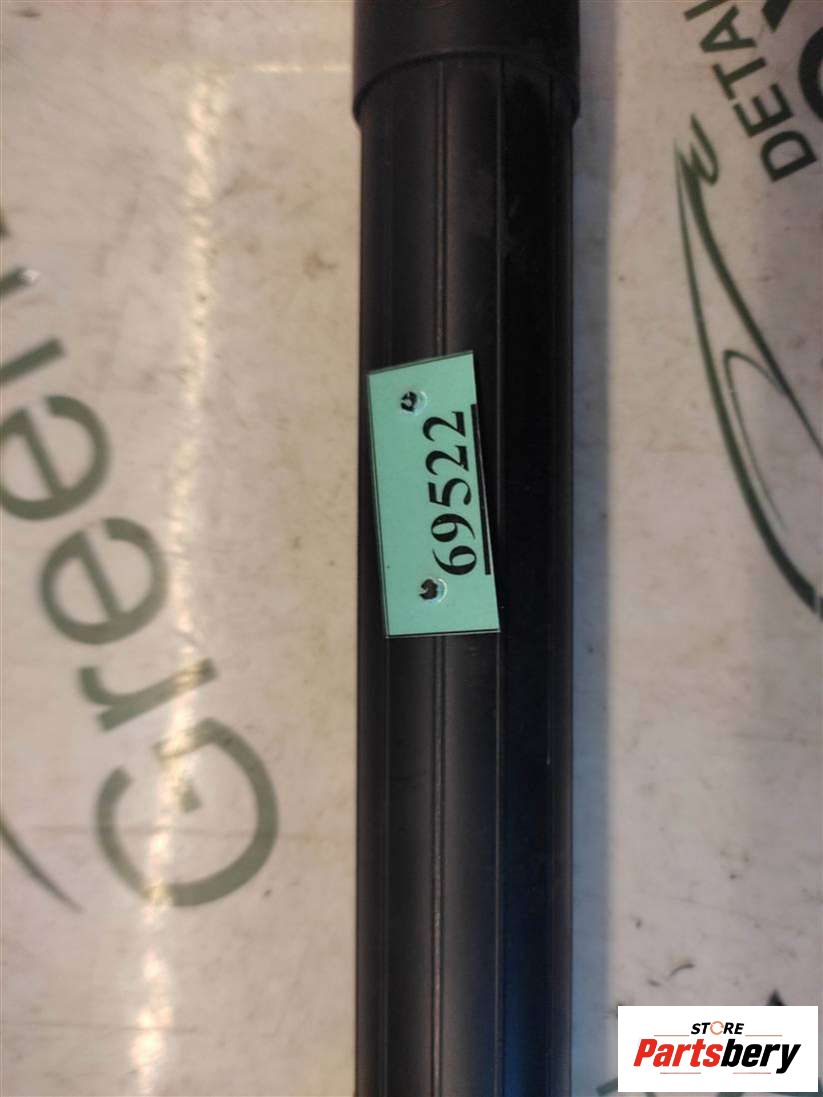 69522
Green
DETAI
STORE
Partsbery